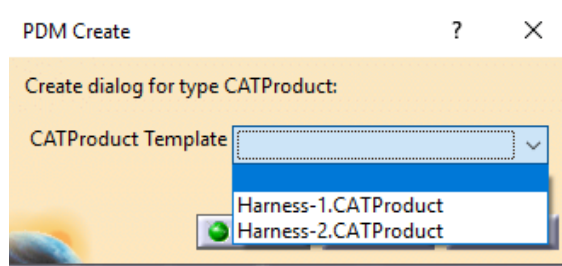 PDM Create ?
Create dialog for type CATProduct:
CATProduct Template
Harness-1.CATProduct
Harness-2.CATProduct